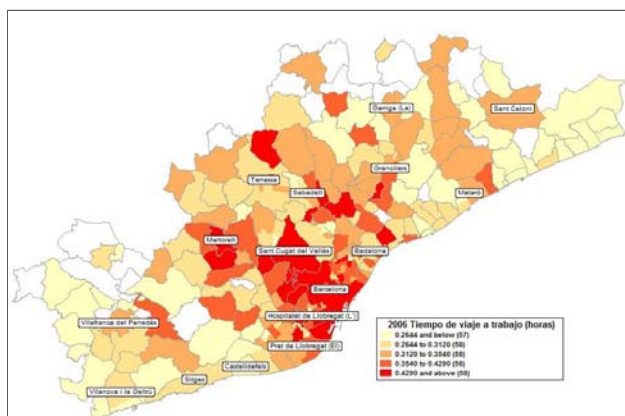 Garriga (La)
Sant Celoni
Granollers
Terrassa
Sabadell
Mataró
Martorell
Sant Cugat del Vallès
Badalona
Barcelona
Hospitalet de Llobregat (L')
Vilafranca del Penedès
Prat de Llobregat (El)
Castelldefels
Sitges
Vilanova i la Geltrú
2006 Tiempo de viaje a trabajo (horas)
0.2644 and below (57)
0.2644 to 0.3120 (58)
0.3120 to 0.3540 (58)
0.3540 to 0.4290 (58)
0.4290 and above (58)